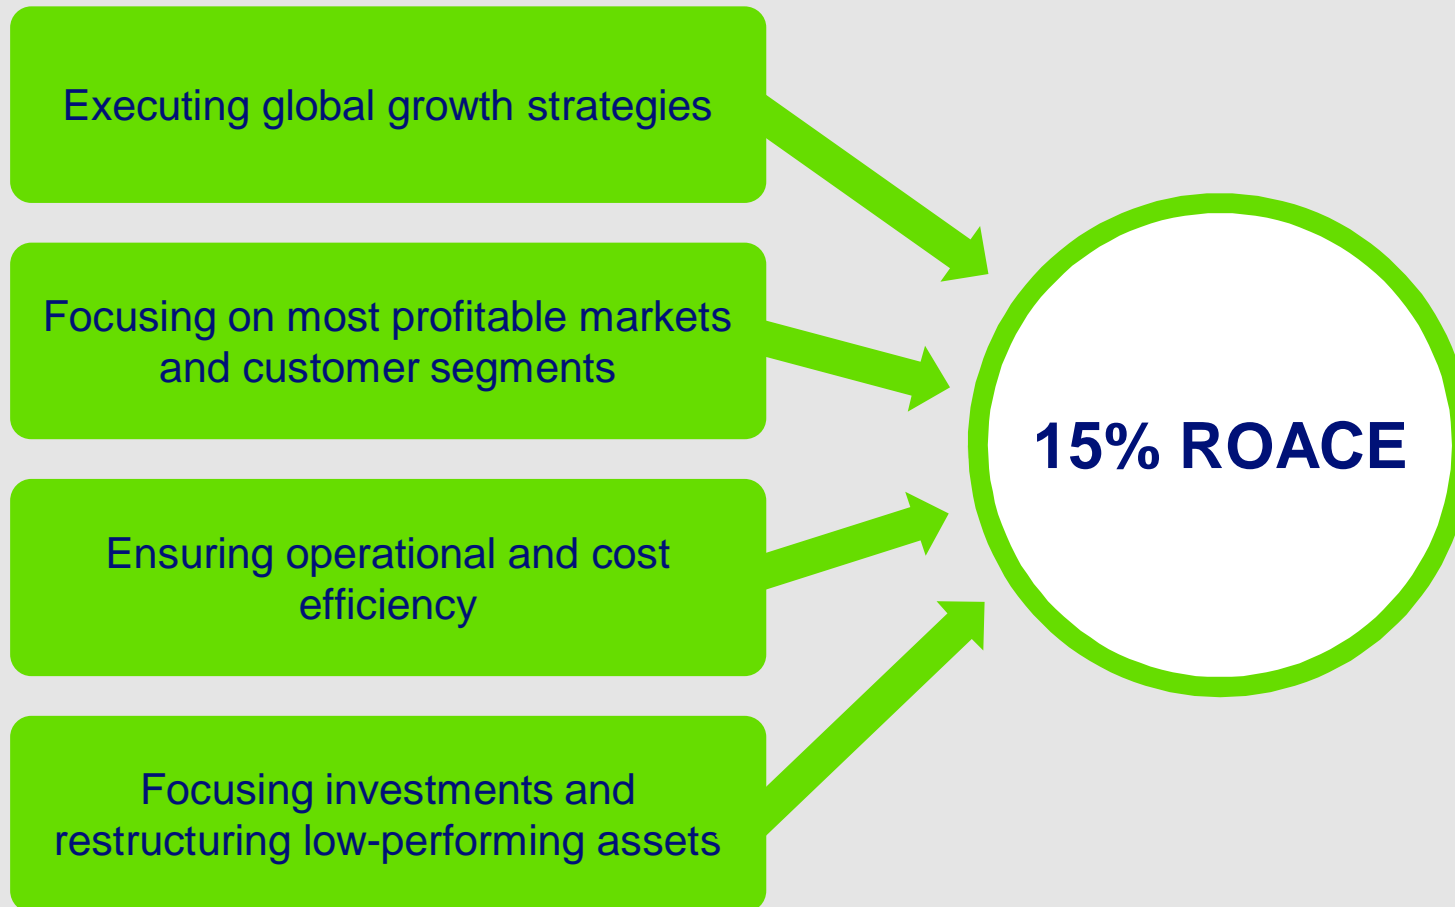 Executing global growth strategies
Focusing on most profitable markets
and customer segments
Ensuring operational and cost
efficiency
Focusing investments and
restructuring low-performing assets
15% ROACE